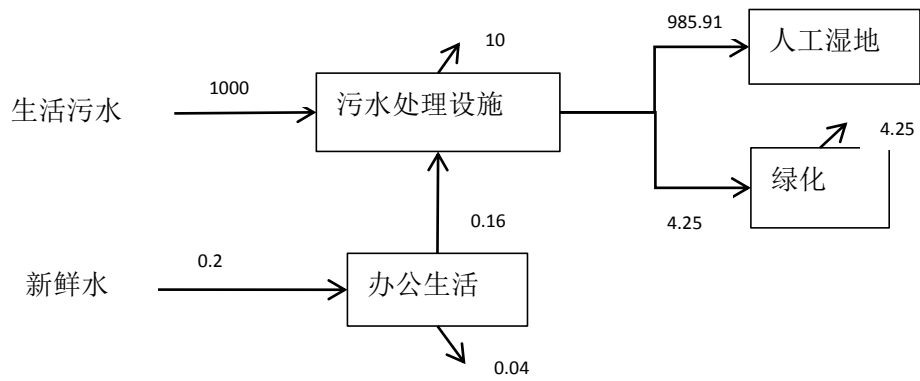 985.91
人工湿地
10
1000
生活污水
污水处理设施
4.25
绿化
4.25
0.16
0.2
新鲜水
办公生活
0.04